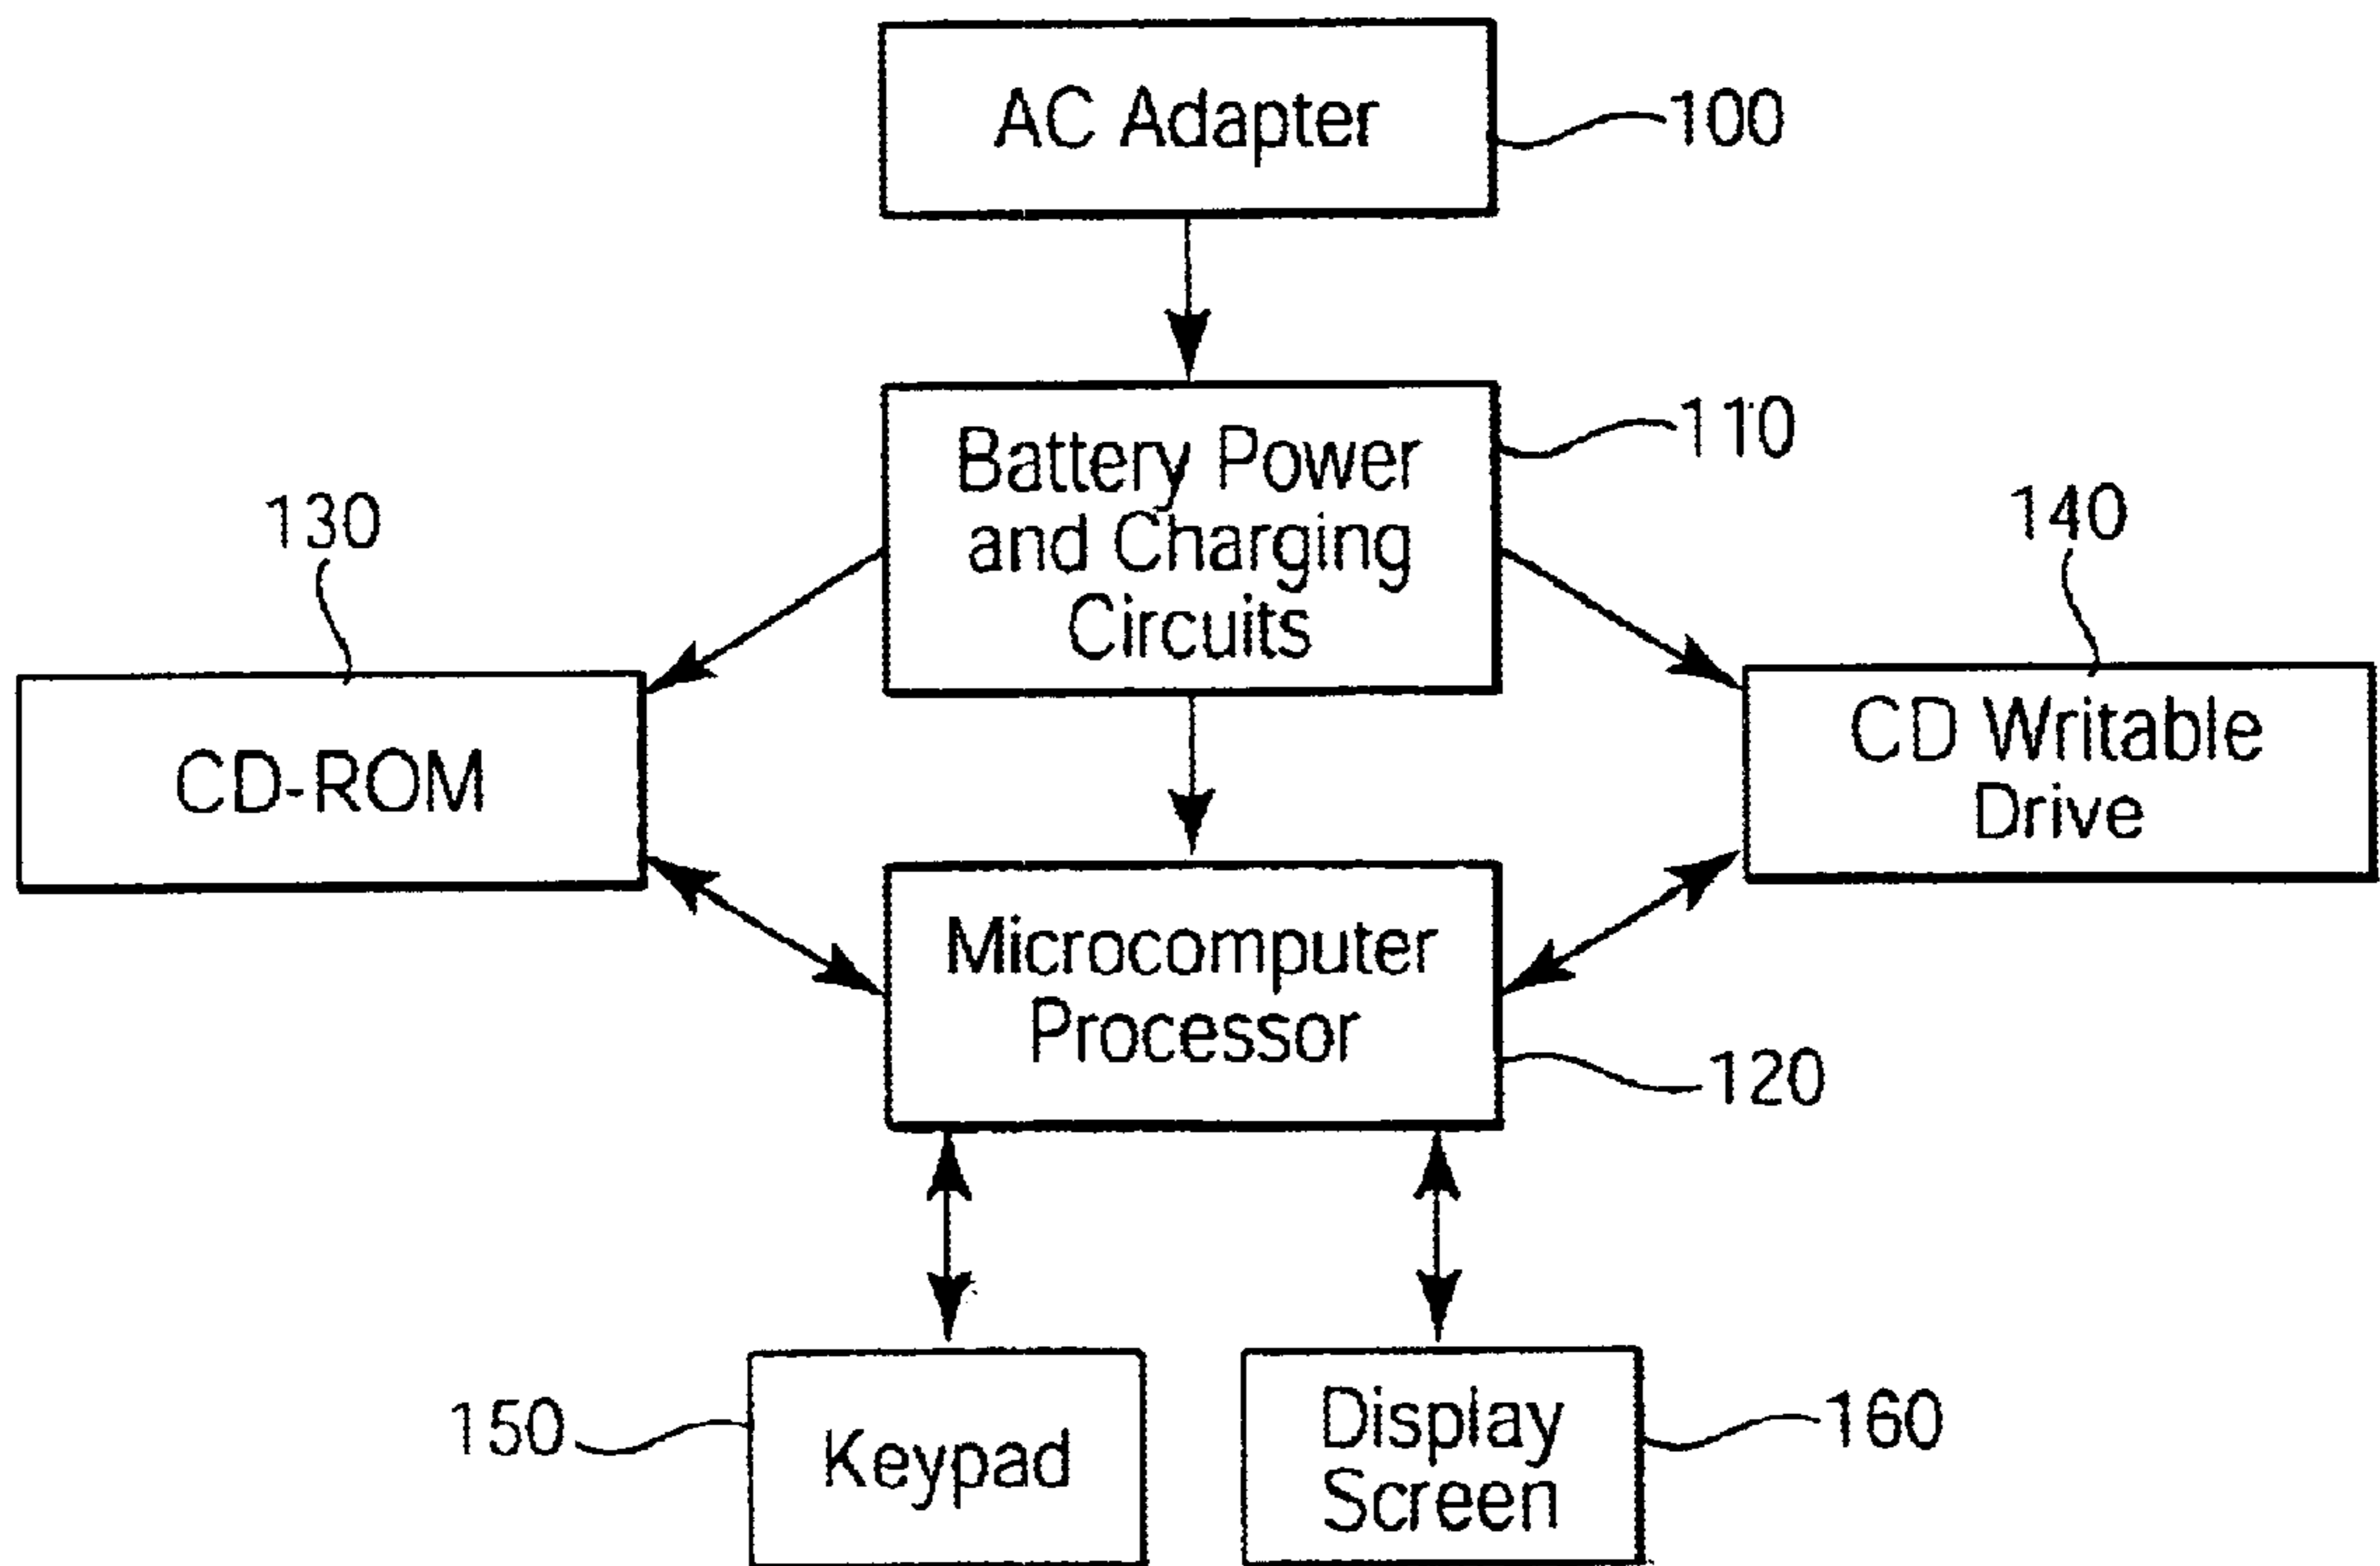 AC Adapter
100
Battery Power
and Charging
Circuits
110
130
140
CD-ROM
CD Writable
Drive
Microcomputer
Processor
120
150
Keypad
Display
Screen
160